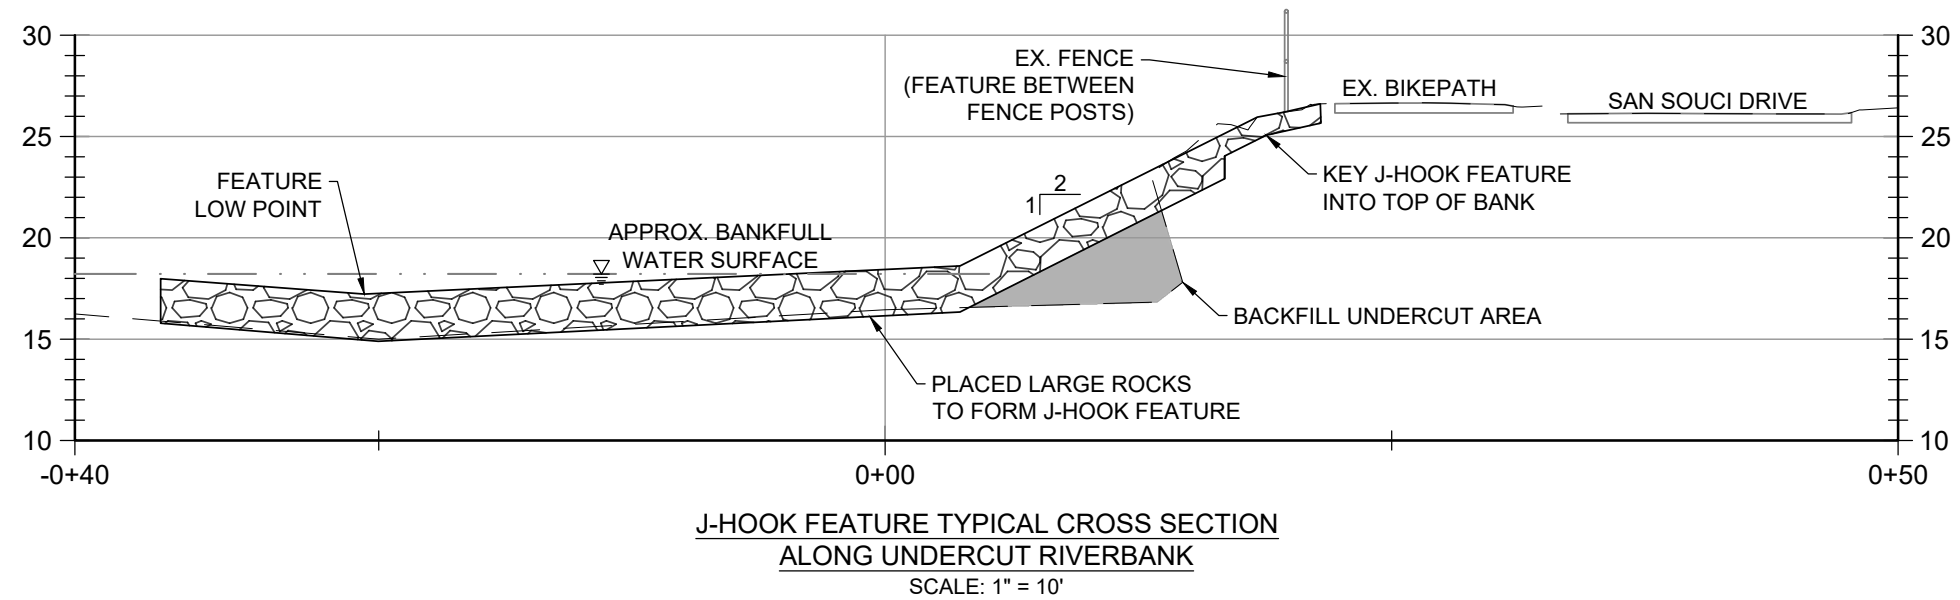 30
25
20
15
10
30
25
20
15
10
EX. FENCE
(FEATURE BETWEEN
FENCE POSTS)
EX. BIKEPATH
SAN SOUCI DRIVE
FEATURE
LOW POINT
APPROX. BANKFULL
WATER SURFACE
2
1
KEY J-HOOK FEATURE
INTO TOP OF BANK
BACKFILL UNDERCUT AREA
PLACED LARGE ROCKS
TO FORM J-HOOK FEATURE
-0+40
0+00
0+50
J-HOOK FEATURE TYPICAL CROSS SECTION
ALONG UNDERCUT RIVERBANK
SCALE: 1" = 10'